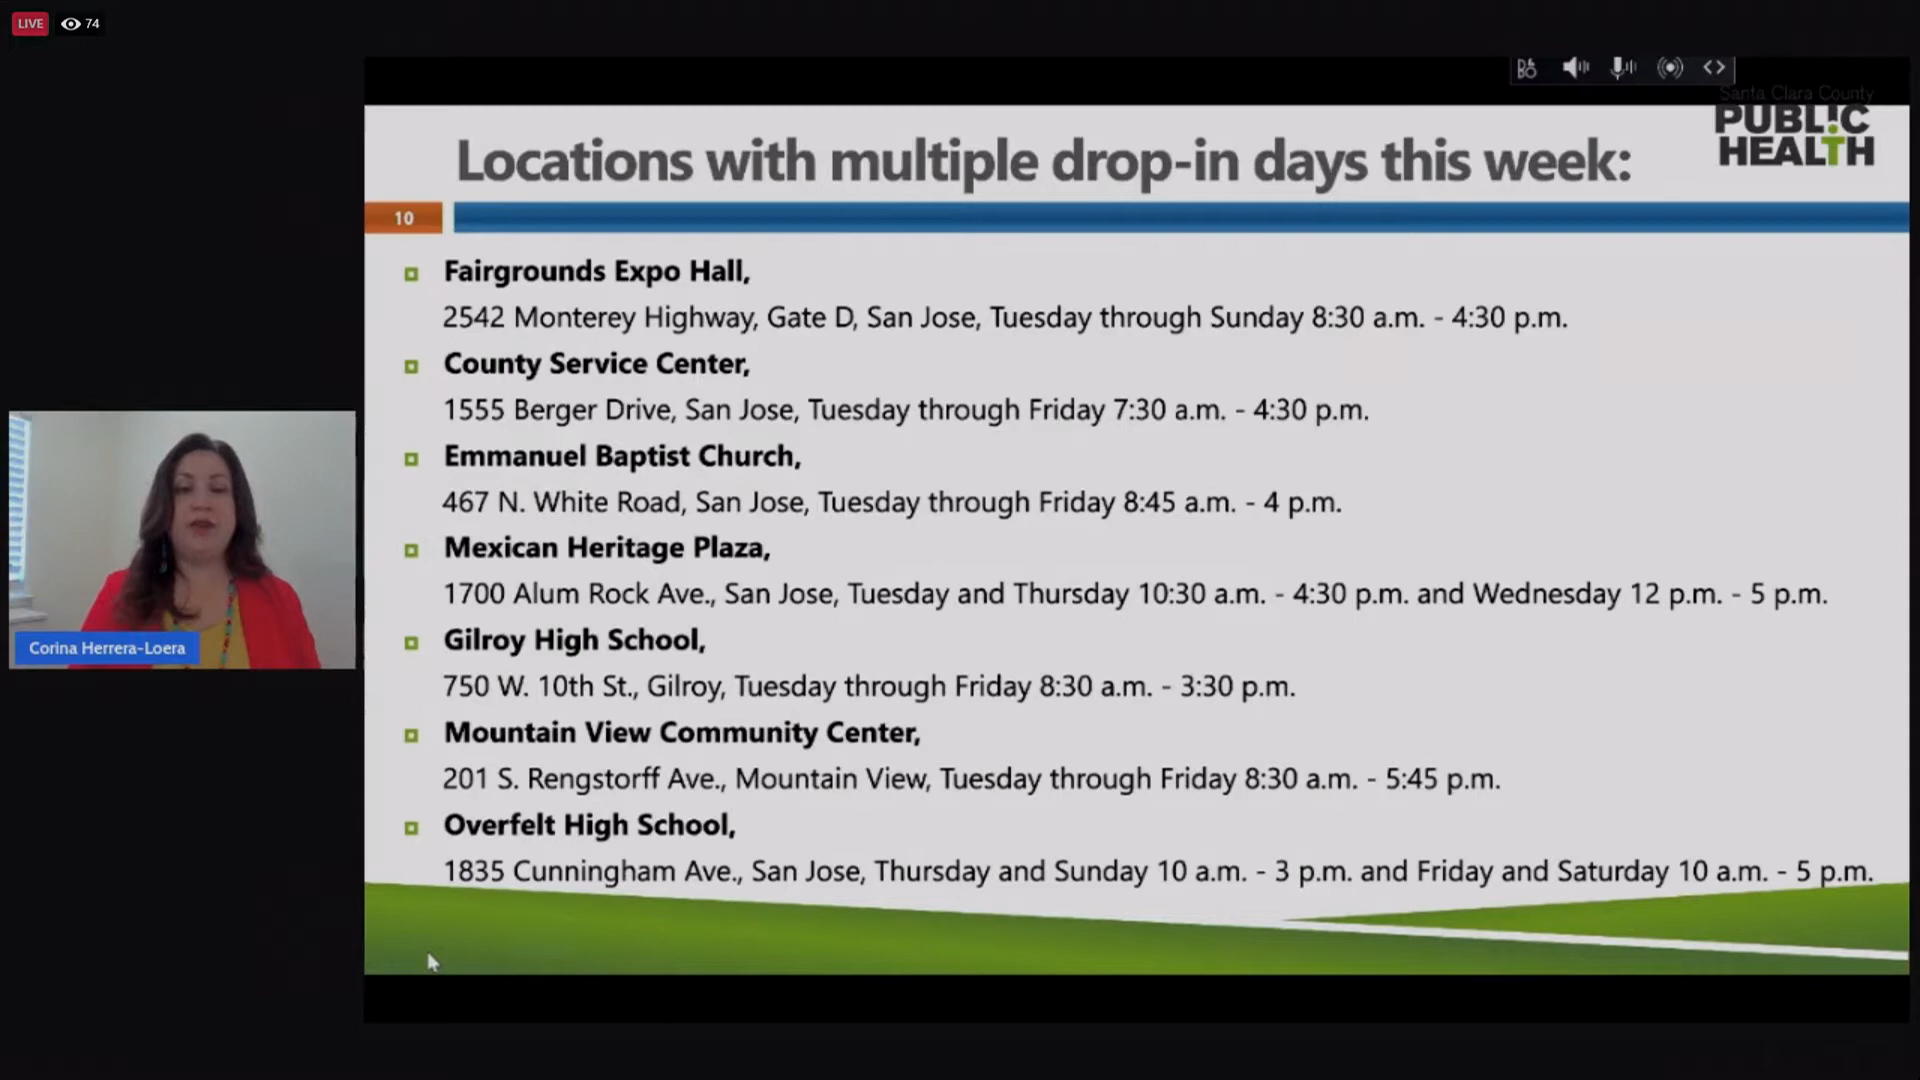 LIVE 74
Santa Clara County
PUBLIC
HEALTH
Locations with multiple drop-in days this week:
10
Fairgrounds Expo Hall,
2542 Monterey Highway, Gate D, San Jose, Tuesday through Sunday 8:30 a.m. - 4:30 p.m.
County Service Center,
1555 Berger Drive, San Jose, Tuesday through Friday 7:30 a.m. - 4:30 p.m.
Emmanuel Baptist Church,
467 N. White Road, San Jose, Tuesday through Friday 8:45 a.m. - 4 p.m.
Mexican Heritage Plaza,
1700 Alum Rock Ave., San Jose, Tuesday and Thursday 10:30 a.m. - 4:30 p.m. and Wednesday 12 p.m. - 5 p.m.
Gilroy High School,
750 W. 10th St., Gilroy, Tuesday through Friday 8:30 a.m. - 3:30 p.m.
Mountain View Community Center,
201 S. Rengstorff Ave., Mountain View, Tuesday through Friday 8:30 a.m. - 5:45 p.m.
Overfelt High School,
1835 Cunningham Ave., San Jose, Thursday and Sunday 10 a.m. - 3 p.m. and Friday and Saturday 10 a.m. - 5 p.m.
Corina Herrera-Loera